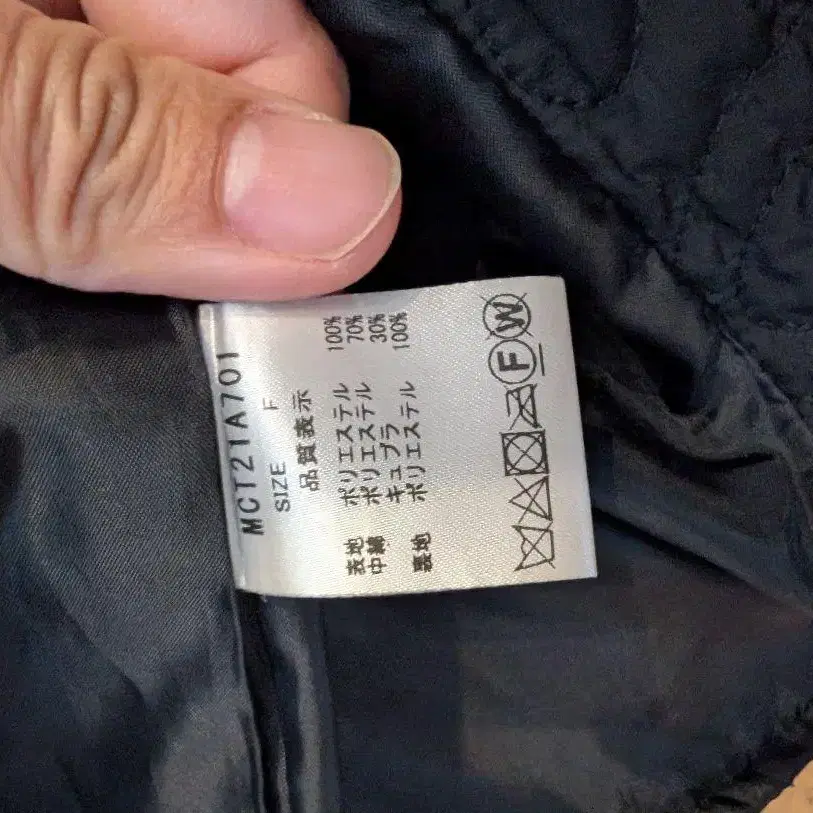 MCT21A701
SIZE F
品質表示
表地 ポリエステル 100%
中綿 ポリエステル 70%
キュプラ 30%
裏地 ポリエステル 100%
F W